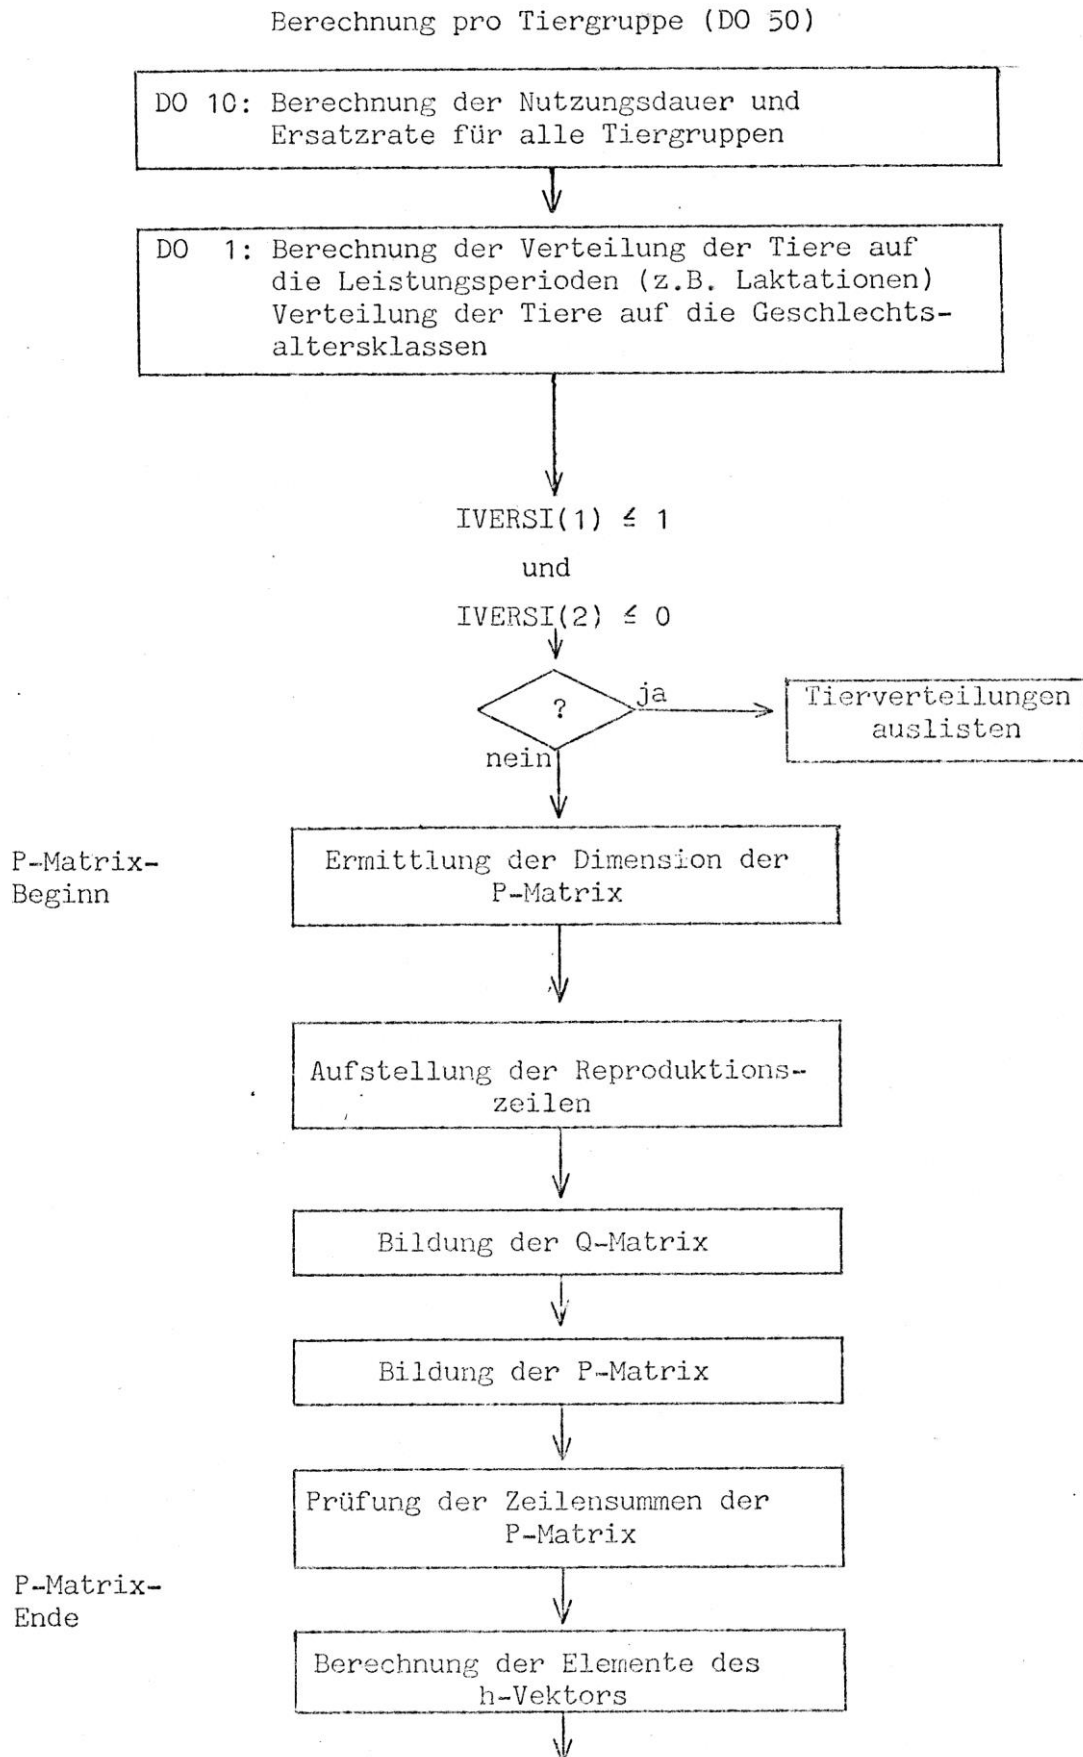 Berechnung pro Tiergruppe (DO 50)
DO 10: Berechnung der Nutzungsdauer und
Ersatzrate für alle Tiergruppen
DO 1: Berechnung der Verteilung der Tiere auf
die Leistungsperioden (z.B. Laktationen)
Verteilung der Tiere auf die Geschlechts-
altersklassen
IVERSI(1) ≤ 1
und
IVERSI(2) ≤ 0
?
ja
Tierverteilungen
auslisten
nein
P-Matrix-
Beginn
Ermittlung der Dimension der
P-Matrix
Aufstellung der Reproduktions-
zeilen
Bildung der Q-Matrix
Bildung der P-Matrix
Prüfung der Zeilensummen der
P-Matrix
P-Matrix-
Ende
Berechnung der Elemente des
h-Vektors